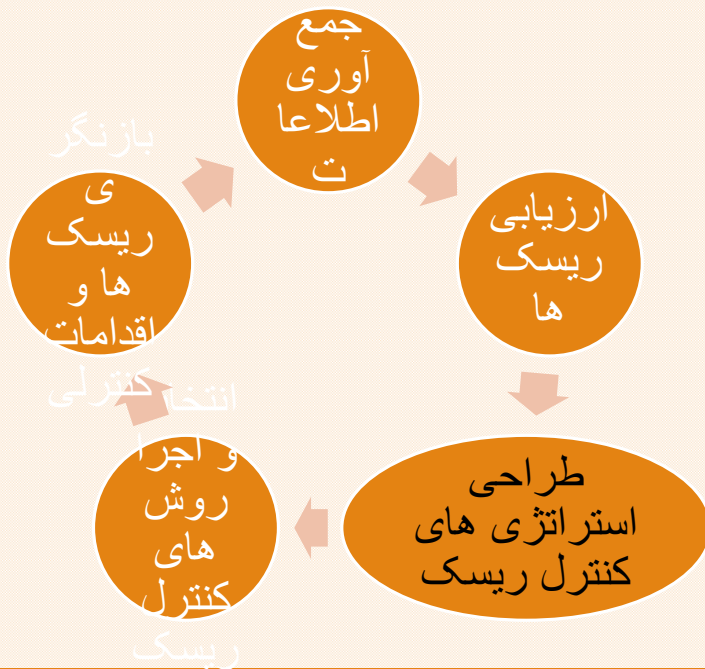 جمع
آوری
اطلاعا
ت
ارزیابی
ریسک
ها
طراحی
استراتژی های
کنترل ریسک
انتخا
و اجرا
روش
های
کنترل
ریسک
بازنگر
ی
ریسک
ها و
اقدامات
کنترلی